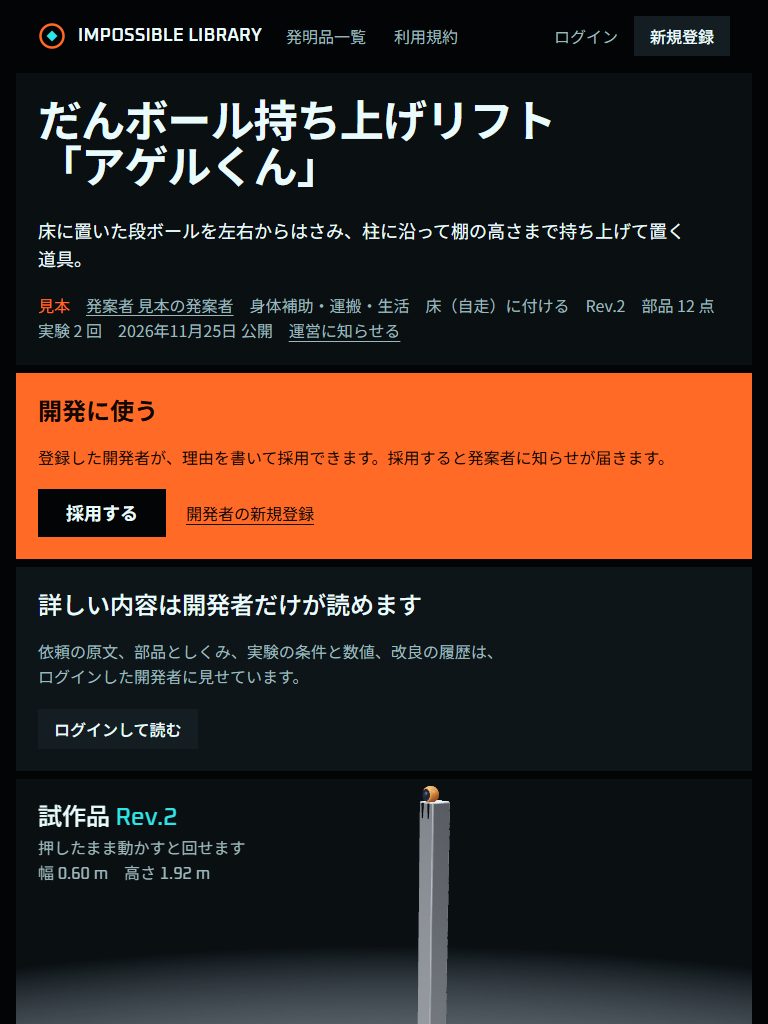 IMPOSSIBLE LIBRARY 発明品一覧 利用規約 ログイン 新規登録
だんボール持ち上げリフト
「アゲルくん」
床に置いた段ボールを左右からはさみ、柱に沿って棚の高さまで持ち上げて置く
道具。
見本 発案者 見本の発案者 身体補助・運搬・生活 床（自走）に付ける Rev.2 部品 12 点
実験 2 回 2026年11月25日 公開 運営に知らせる
開発に使う
登録した開発者が、理由を書いて採用できます。採用すると発案者に知らせが届きます。
採用する 開発者の新規登録
詳しい内容は開発者だけが読めます
依頼の原文、部品としくみ、実験の条件と数値、改良の履歴は、
ログインした開発者に見せています。
ログインして読む
試作品 Rev.2
押したまま動かすと回せます
幅 0.60 m 高さ 1.92 m